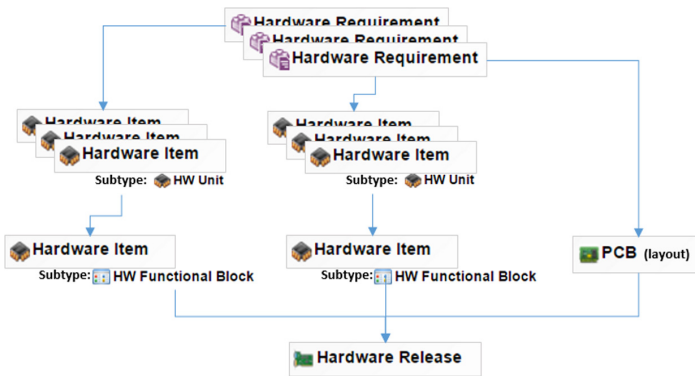 Hardware Requirement
Hardware Requirement
Hardware Requirement
Hardware Item
Hardware Item
Hardware Item
Subtype: HW Unit
Hardware Item
Hardware Item
Hardware Item
Subtype: HW Unit
Hardware Item
Subtype: HW Functional Block
Hardware Item
Subtype: HW Functional Block
PCB (layout)
Hardware Release